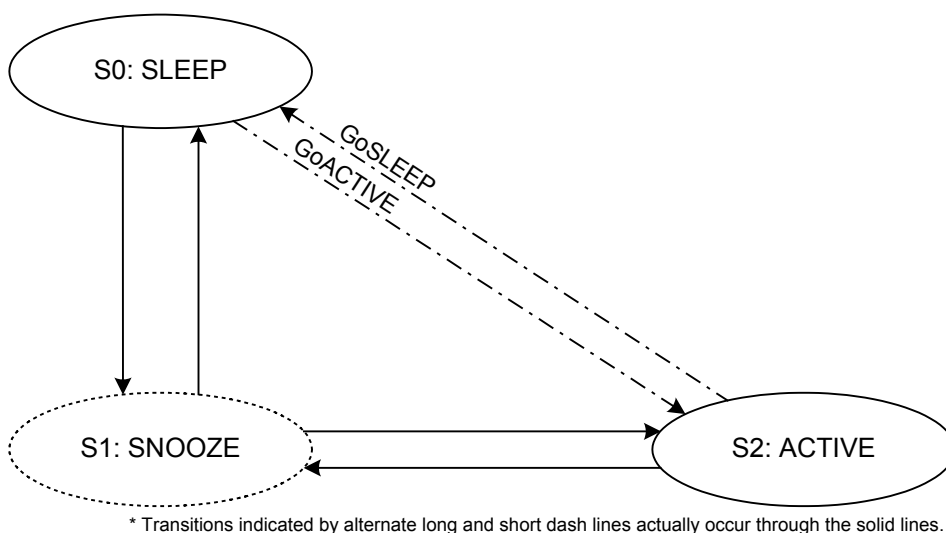 S0: SLEEP
GoSLEEP
GoACTIVE
S1: SNOOZE
S2: ACTIVE
* Transitions indicated by alternate long and short dash lines actually occur through the solid lines.